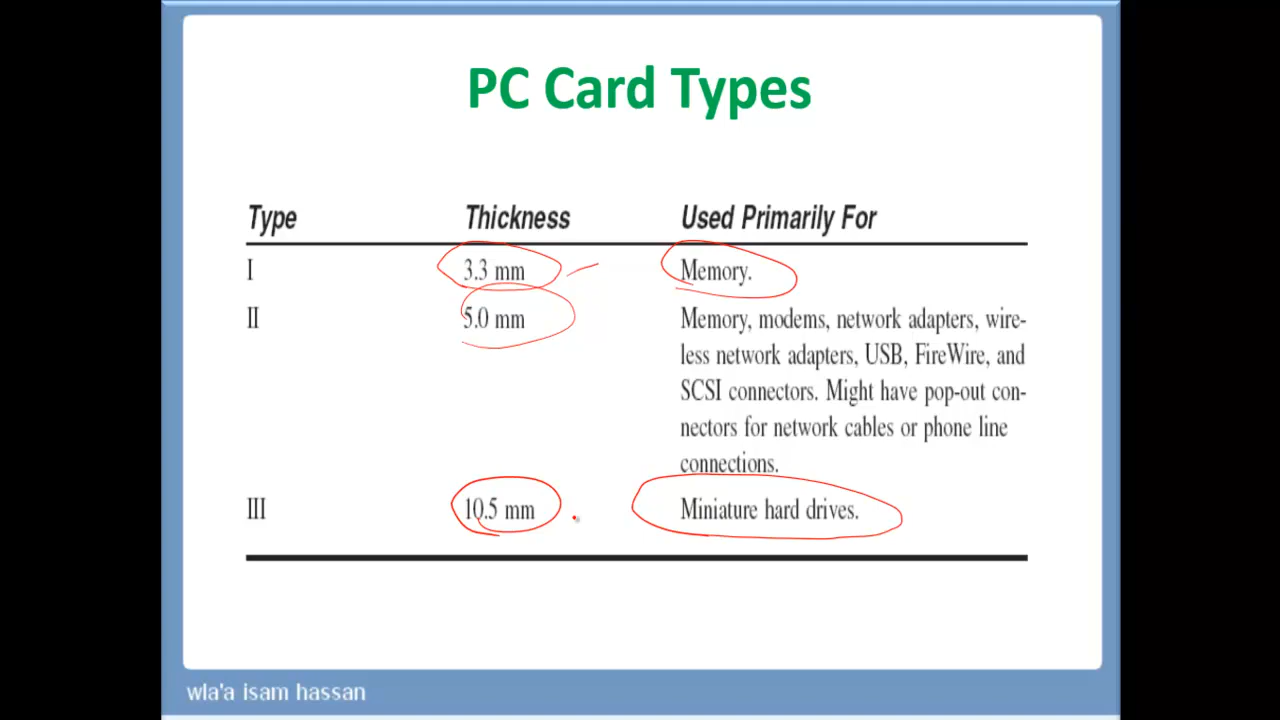 PC Card Types
Type Thickness Used Primarily For
I 3.3 mm Memory.
II 5.0 mm Memory, modems, network adapters, wire-
less network adapters, USB, FireWire, and
SCSI connectors. Might have pop-out con-
nectors for network cables or phone line
connections.
III 10.5 mm Miniature hard drives.
wla'a isam hassan